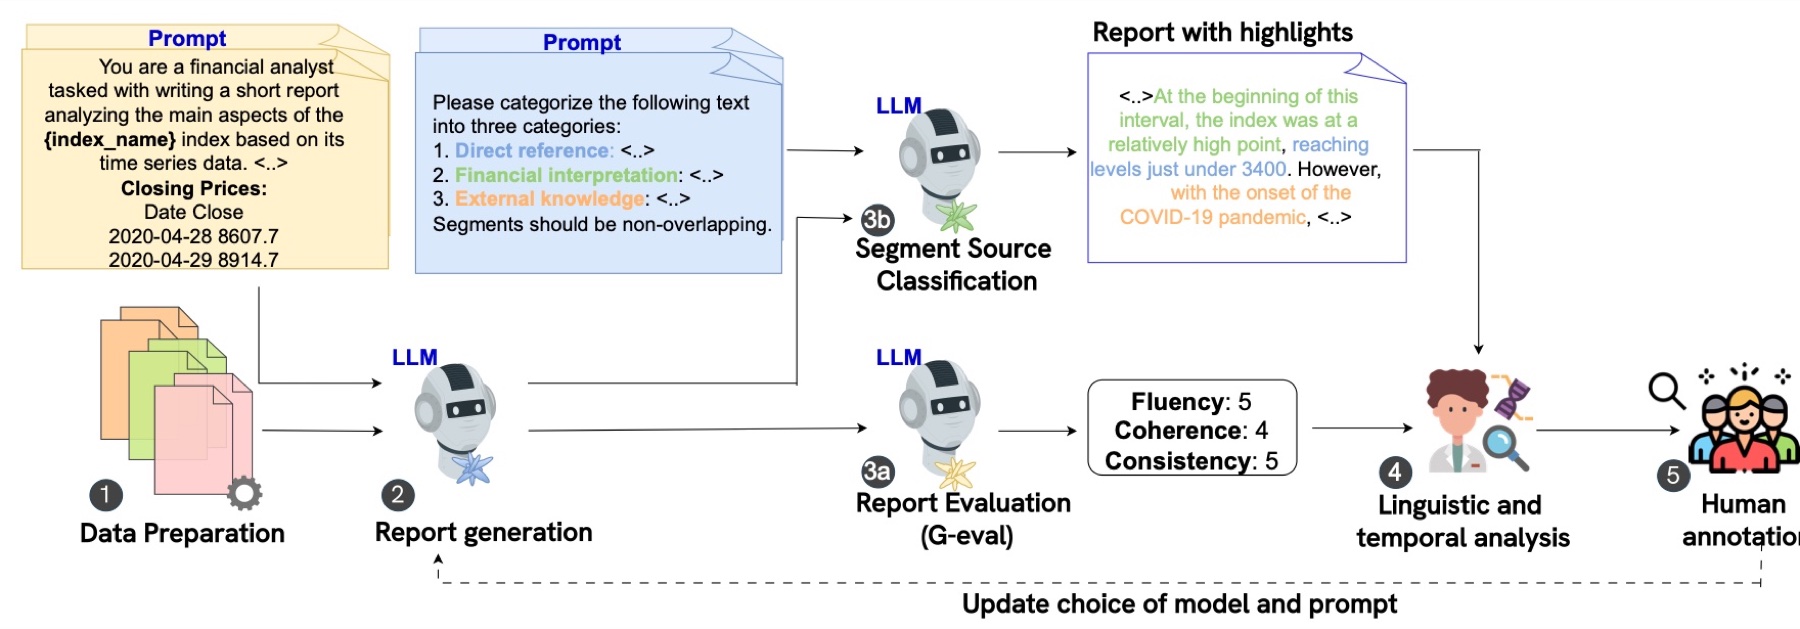 Prompt
You are a financial analyst
tasked with writing a short report
analyzing the main aspects of the
{index_name} index based on its
time series data. <..>
Closing Prices:
Date Close
2020-04-28 8607.7
2020-04-29 8914.7
Prompt
Please categorize the following text
into three categories:
1. Direct reference: <..>
2. Financial interpretation: <..>
3. External knowledge: <..>
Segments should be non-overlapping.
LLM
3b
Segment Source
Classification
Report with highlights
<..>At the beginning of this
interval, the index was at a
relatively high point, reaching
levels just under 3400. However,
with the onset of the
COVID-19 pandemic, <..>
1
Data Preparation
LLM
2
Report generation
LLM
3a
Report Evaluation
(G-eval)
Fluency: 5
Coherence: 4
Consistency: 5
4
Linguistic and
temporal analysis
5
Human
annotation
Update choice of model and prompt